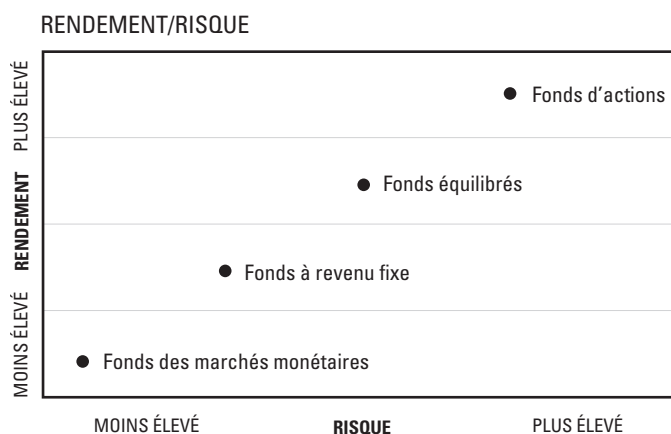 RENDEMENT/RISQUE
PLUS ÉLEVÉ
RENDEMENT
MOINS ÉLEVÉ
Fonds d’actions
Fonds équilibrés
Fonds à revenu fixe
Fonds des marchés monétaires
MOINS ÉLEVÉ
RISQUE
PLUS ÉLEVÉ